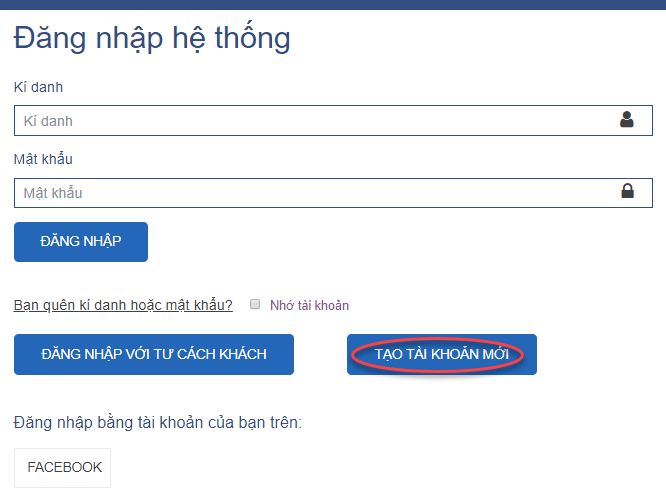 Đăng nhập hệ thống
Kí danh
Kí danh
Mật khẩu
Mật khẩu
ĐĂNG NHẬP
Bạn quên kí danh hoặc mật khẩu? Nhớ tài khoản
ĐĂNG NHẬP VỚI TƯ CÁCH KHÁCH TẠO TÀI KHOẢN MỚI
Đăng nhập bằng tài khoản của bạn trên:
FACEBOOK